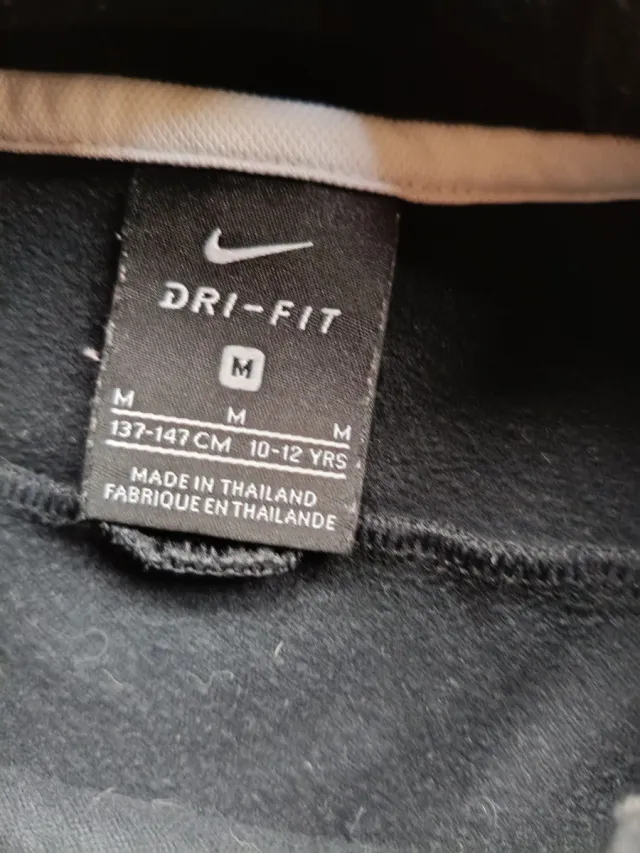 DRI-FIT
M
M M M
137-147 CM 10-12 YRS
MADE IN THAILAND
FABRIQUE EN THAILANDE